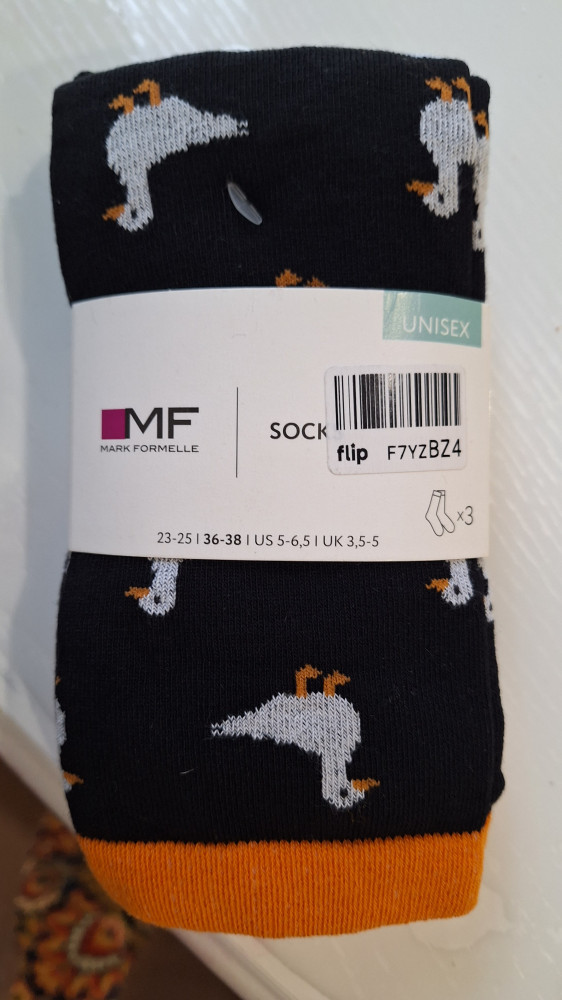 UNISEX
MF
MARK FORMELLE
SOCK
flip F7YZBZ4
x3
23-25 | 36-38 | US 5-6,5 | UK 3,5-5